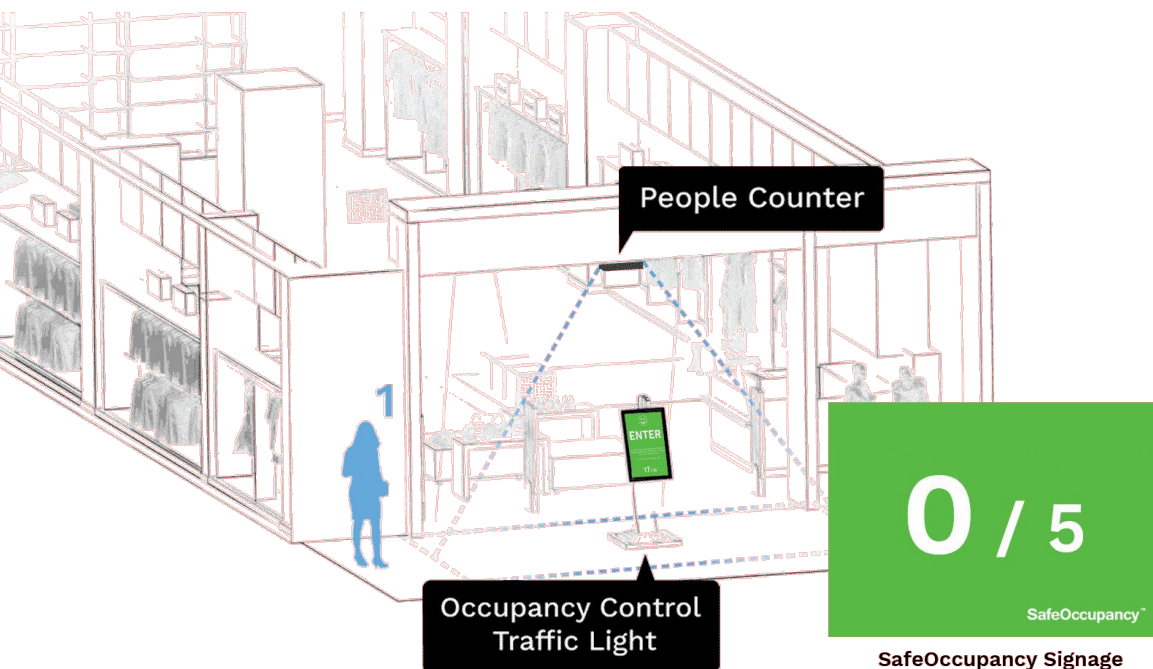 People Counter
1
ENTER
0 / 5
SafeOccupancy™
Occupancy Control
Traffic Light
SafeOccupancy Signage